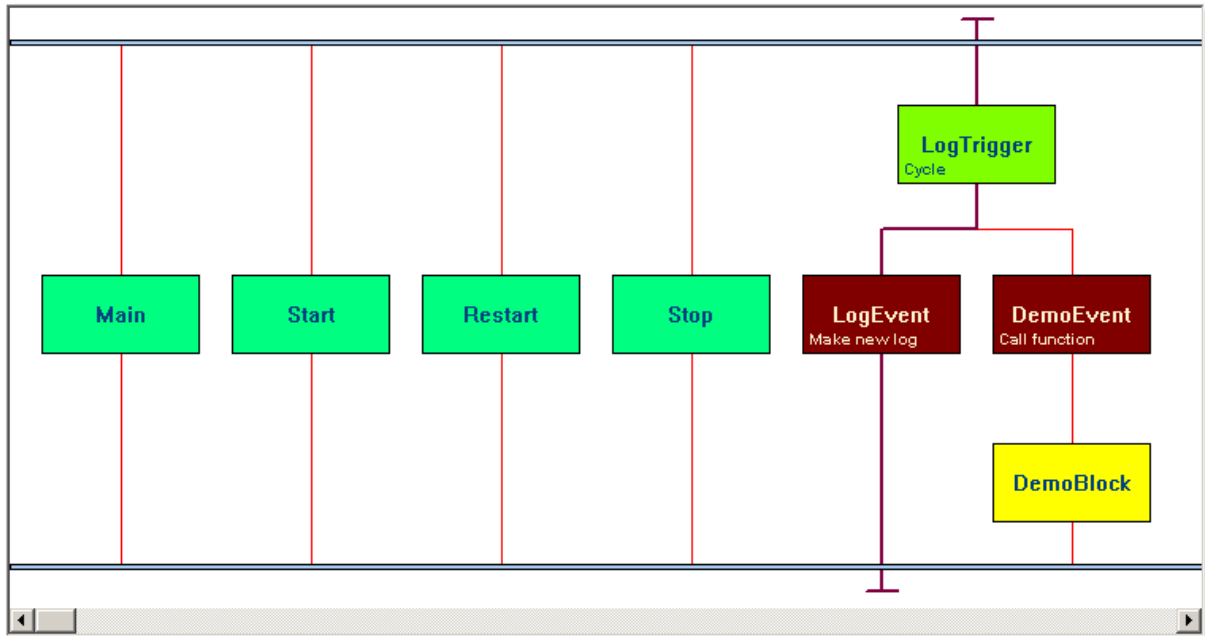 LogTrigger
Cycle
Main
Start
Restart
Stop
LogEvent
Make new log
DemoEvent
Call function
DemoBlock